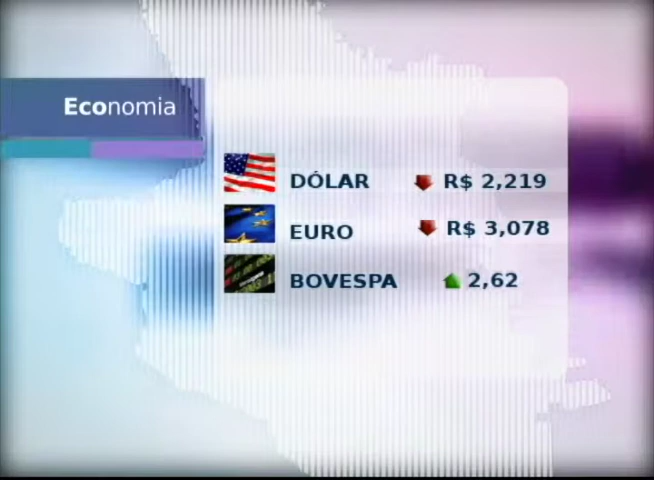 Economia
DÓLAR R$ 2,219
EURO R$ 3,078
BOVESPA 2,62